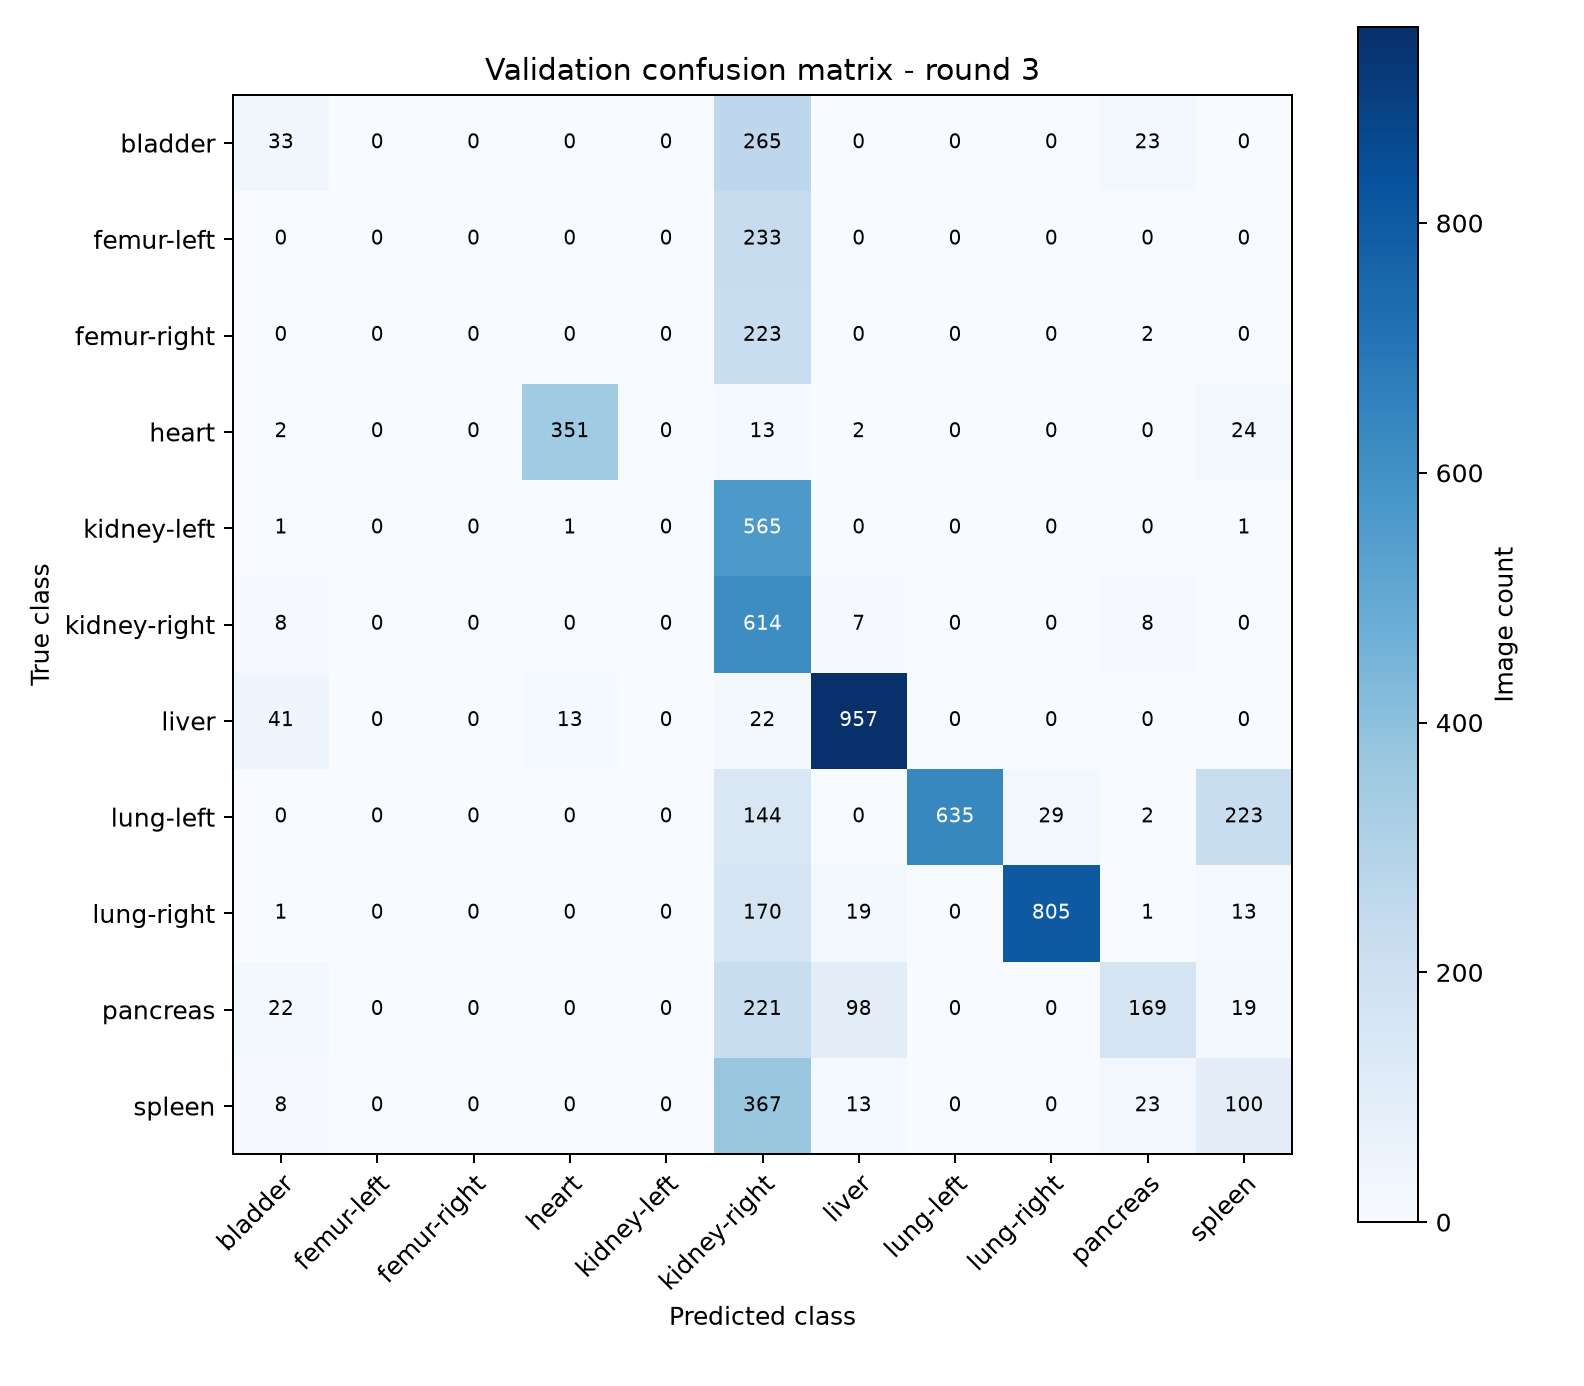 Validation confusion matrix - round 3
bladder 33 0 0 0 0 265 0 0 0 23 0
femur-left 0 0 0 0 0 233 0 0 0 0 0
femur-right 0 0 0 0 0 223 0 0 0 2 0
heart 2 0 0 351 0 13 2 0 0 0 24
kidney-left 1 0 0 1 0 565 0 0 0 0 1
kidney-right 8 0 0 0 0 614 7 0 0 8 0
liver 41 0 0 13 0 22 957 0 0 0 0
lung-left 0 0 0 0 0 144 0 635 29 2 223
lung-right 1 0 0 0 0 170 19 0 805 1 13
pancreas 22 0 0 0 0 221 98 0 0 169 19
spleen 8 0 0 0 0 367 13 0 0 23 100
bladder femur-left femur-right heart kidney-left kidney-right liver lung-left lung-right pancreas spleen
Predicted class
True class
800
600
400
200
0
Image count